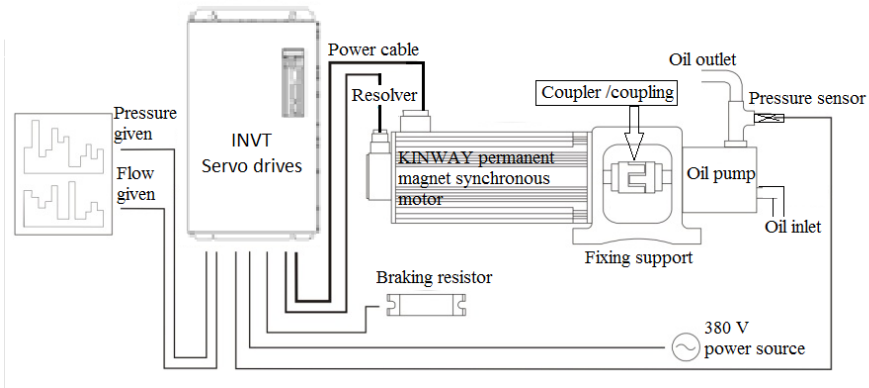 Power cable
Oil outlet
Resolver
Coupler /coupling
Pressure sensor
Pressure
given
INVT
Servo drives
KINWAY permanent
magnet synchronous
motor
Oil pump
Flow
given
Oil inlet
Fixing support
Braking resistor
380 V
power source